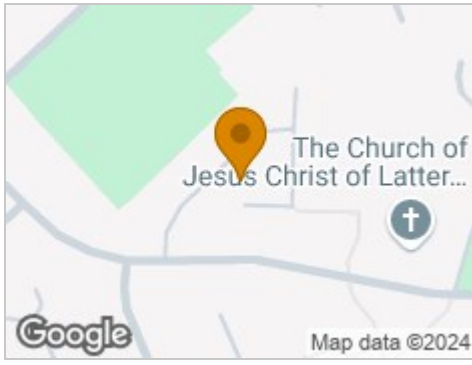 The Church of
Jesus Christ of Latter...
Google
Map data ©2024